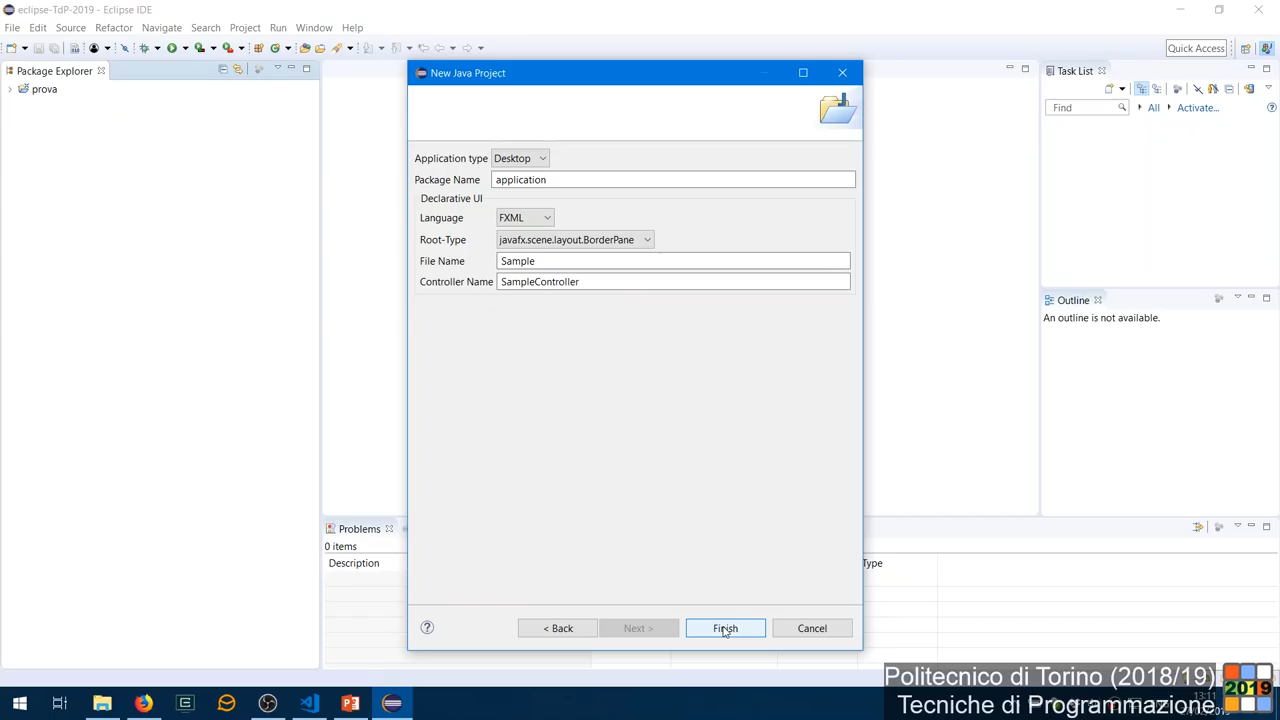 eclipse-TdP-2019 - Eclipse IDE
File Edit Source Refactor Navigate Search Project Run Window Help
Quick Access
Package Explorer
prova
New Java Project
Application type Desktop
Package Name application
Declarative UI
Language FXML
Root-Type javafx.scene.layout.BorderPane
File Name Sample
Controller Name SampleController
< Back Next > Finish Cancel
Task List
Find All Activate...
Outline
An outline is not available.
Problems
0 items
Description Type
Politecnico di Torino (2018/19)
Tecniche di Programmazione
2019
13:11